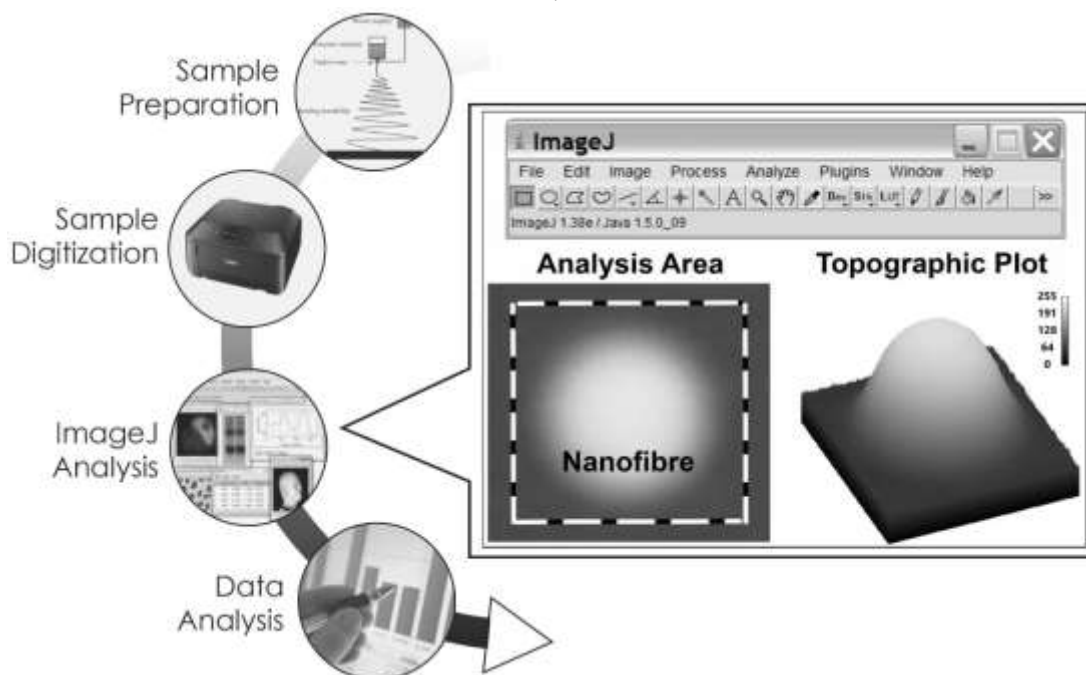 Sample
Preparation
Sample
Digitization
ImageJ
Analysis
Data
Analysis
ImageJ
File Edit Image Process Analyze Plugins Window Help
ImageJ 1.38e / Java 1.5.0_09
Analysis Area
Topographic Plot
255
191
128
64
0
Nanofibre